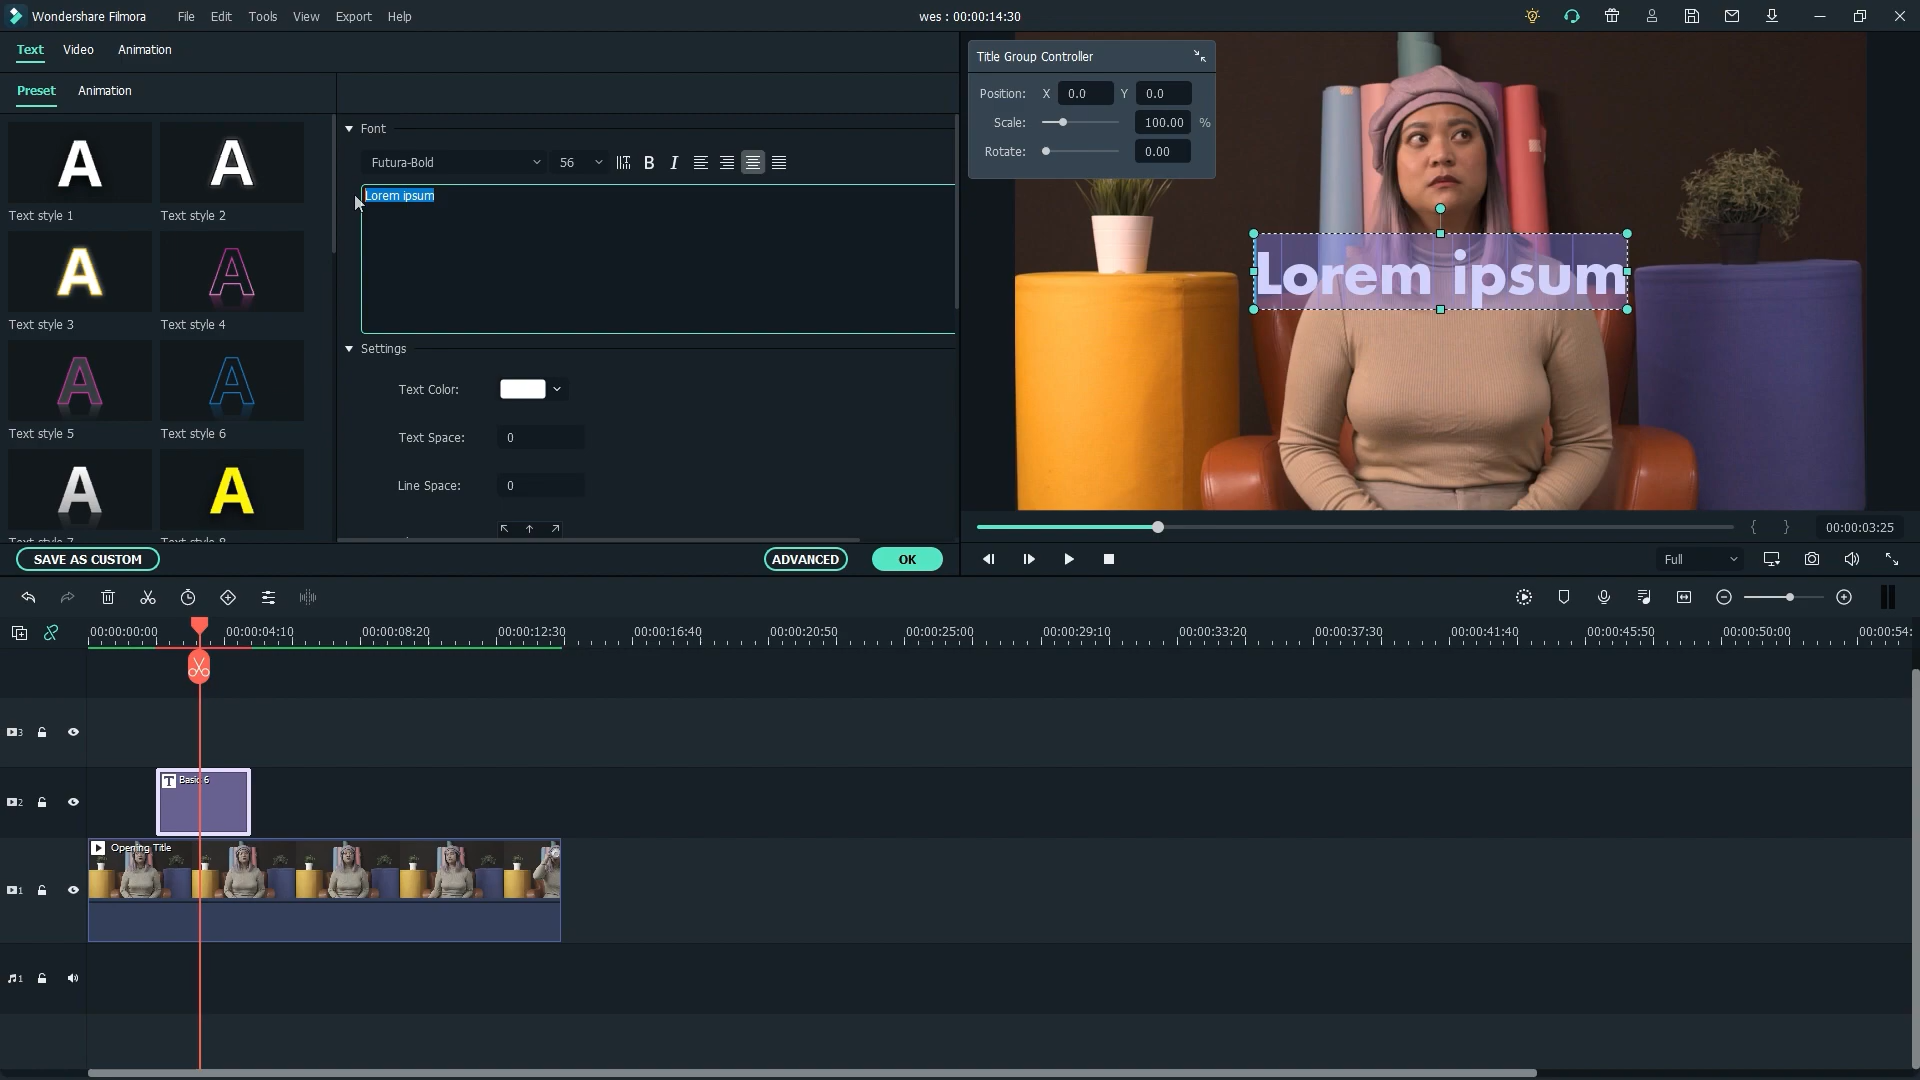 Wondershare Filmora File Edit Tools View Export Help
wes : 00:00:14:30
Text Video Animation
Preset Animation
A
Text style 1
A
Text style 2
A
Text style 3
A
Text style 4
A
Text style 5
A
Text style 6
A
A
Font
Futura-Bold 56 B I
Lorem ipsum
Settings
Text Color:
Text Space: 0
Line Space: 0
SAVE AS CUSTOM ADVANCED OK
Title Group Controller
Position: X 0.0 Y 0.0
Scale: 100.00 %
Rotate: 0.00
Lorem ipsum
{ } 00:00:03:25
Full
00:00:00:00 00:00:04:10 00:00:08:20 00:00:12:30 00:00:16:40 00:00:20:50 00:00:25:00 00:00:29:10 00:00:33:20 00:00:37:30 00:00:41:40 00:00:45:50 00:00:50:00 00:00:54:
3
2
T Basic 6
1
Opening Title
1